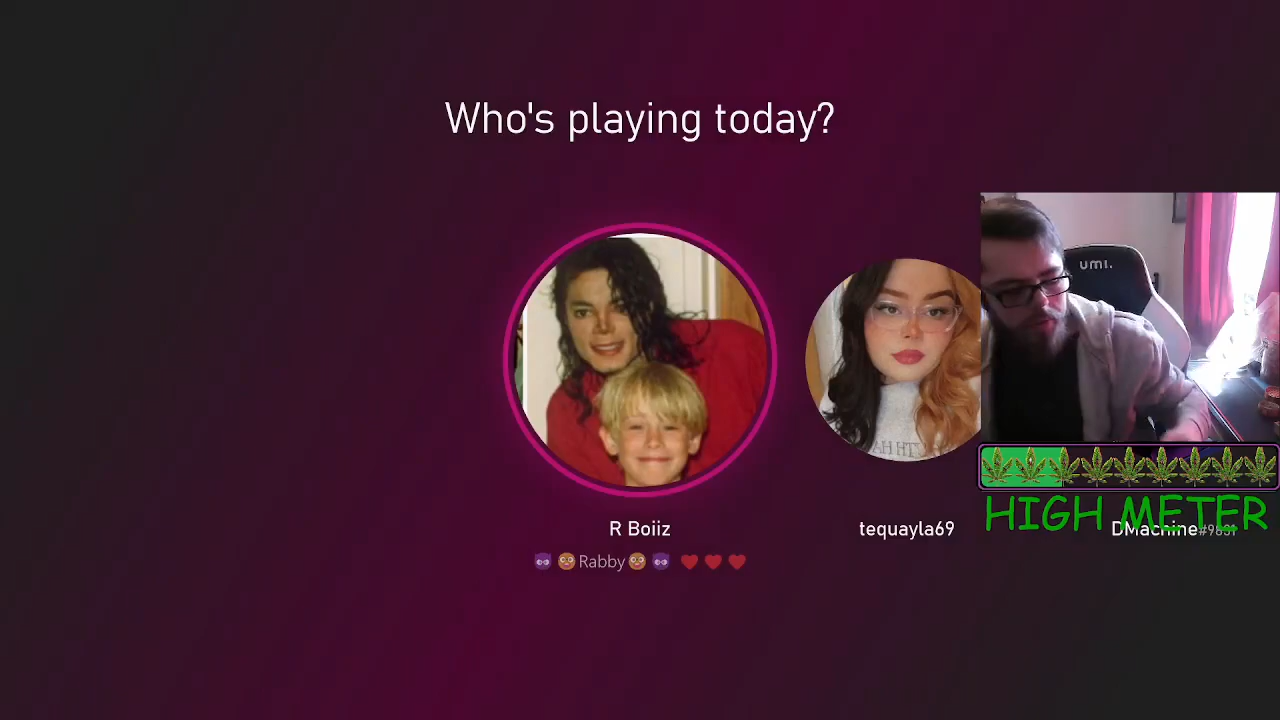 Who's playing today?
umi.
R Boiiz
tequayla69
DMachine
Rabby
HIGH METER